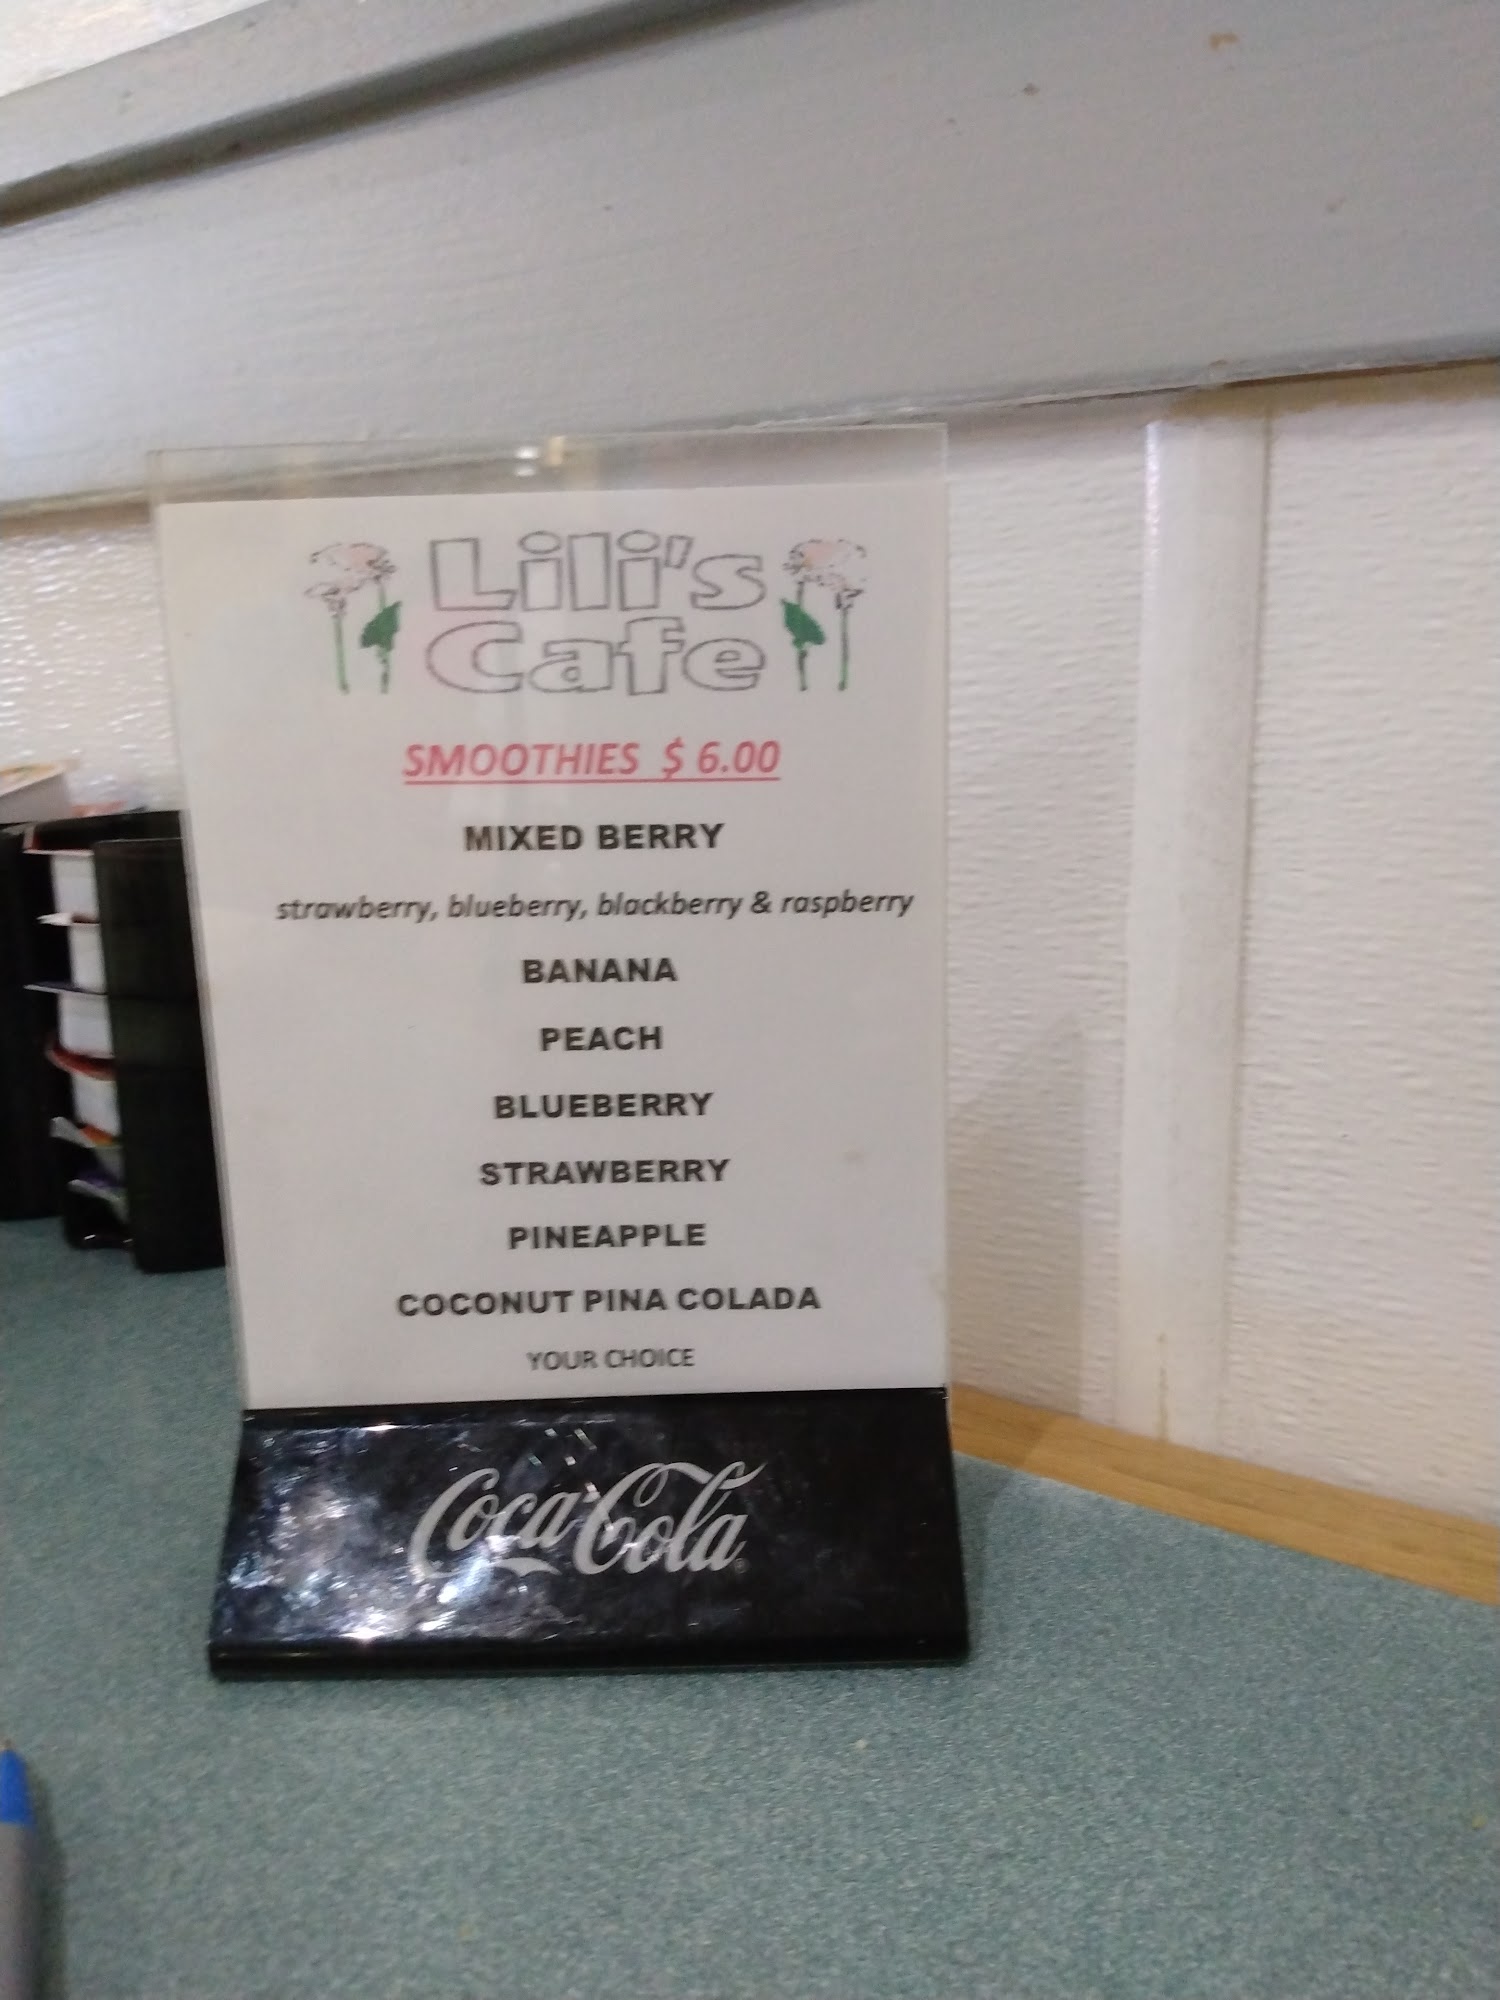 Lili's
Cafe
SMOOTHIES $ 6.00
MIXED BERRY
strawberry, blueberry, blackberry & raspberry
BANANA
PEACH
BLUEBERRY
STRAWBERRY
PINEAPPLE
COCONUT PINA COLADA
YOUR CHOICE
Coca-Cola